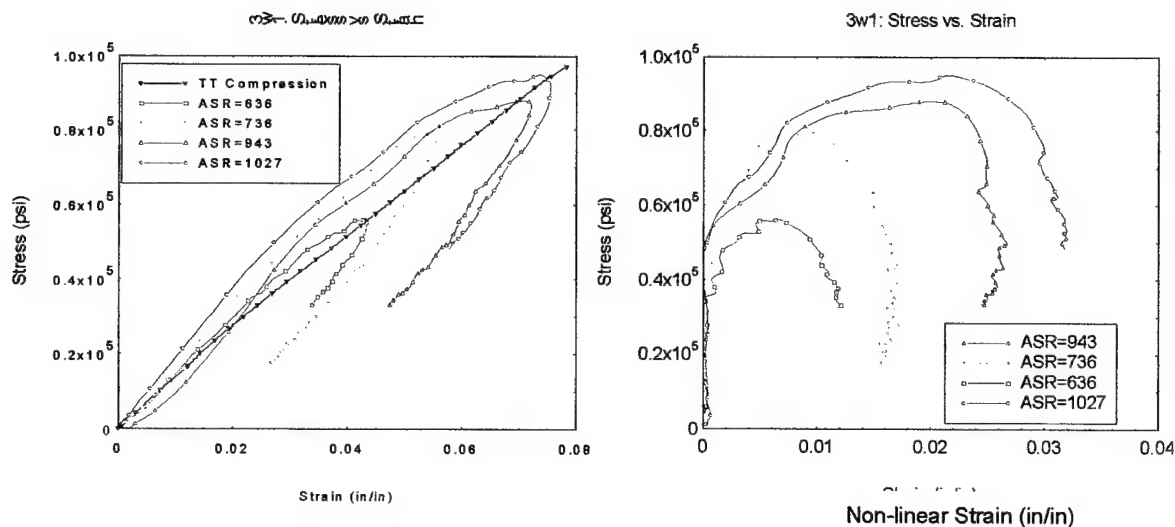 3w1: Stress vs Strain
1.0x10^5
0.8x10^5
0.6x10^5
0.4x10^5
0.2x10^5
0
Stress (psi)
TT Compression
ASR=636
ASR=736
ASR=943
ASR=1027
0 0.02 0.04 0.06 0.08
Strain (in/in)
3w1: Stress vs. Strain
1.0x10^5
0.8x10^5
0.6x10^5
0.4x10^5
0.2x10^5
0
Stress (psi)
ASR=943
ASR=736
ASR=636
ASR=1027
0 0.01 0.02 0.03 0.04
Non-linear Strain (in/in)